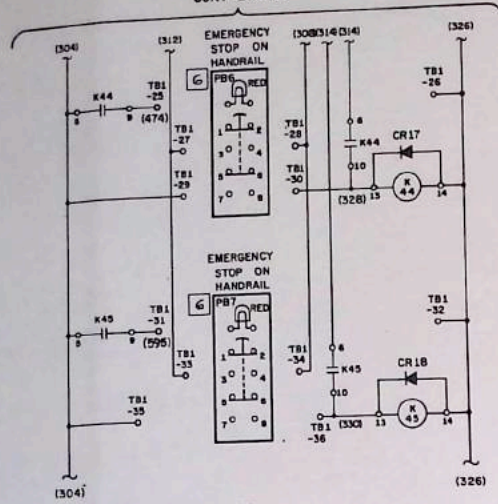 (304)
(312)
EMERGENCY
STOP ON
HANDRAIL
(308)
(314)
(314)
(326)
6
PB6
RED
K44
TB1
-25
8
9
(474)
TB1
-27
TB1
-29
1
2
3
4
5
6
7
8
TB1
-28
TB1
-30
6
K44
10
(328)
CR17
13
K
44
14
TB1
-26
EMERGENCY
STOP ON
HANDRAIL
6
PB7
RED
K45
TB1
-31
8
9
(595)
TB1
-33
TB1
-35
1
2
3
4
5
6
7
8
TB1
-34
6
K45
10
TB1
-36
(330)
CR18
13
K
45
14
TB1
-32
(304)
(326)